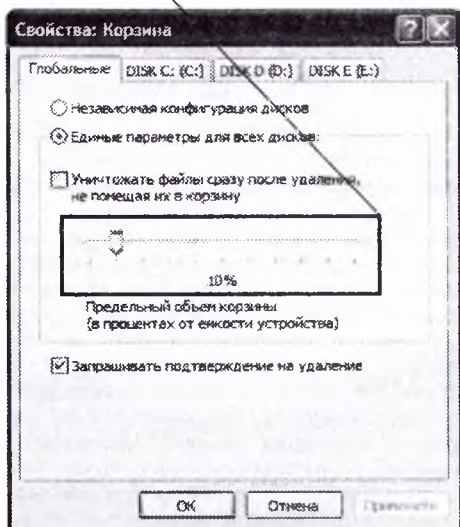 Свойства: Корзина
Глобальные DISK C: (C:) DISK D (D:) DISK E (E:)
Независимая конфигурация дисков
Единые параметры для всех дисков:
Уничтожать файлы сразу после удаления,
не помещая их в корзину
10%
Предельный объем корзины
(в процентах от емкости устройства)
Запрашивать подтверждение на удаление
OK Отмена Применить